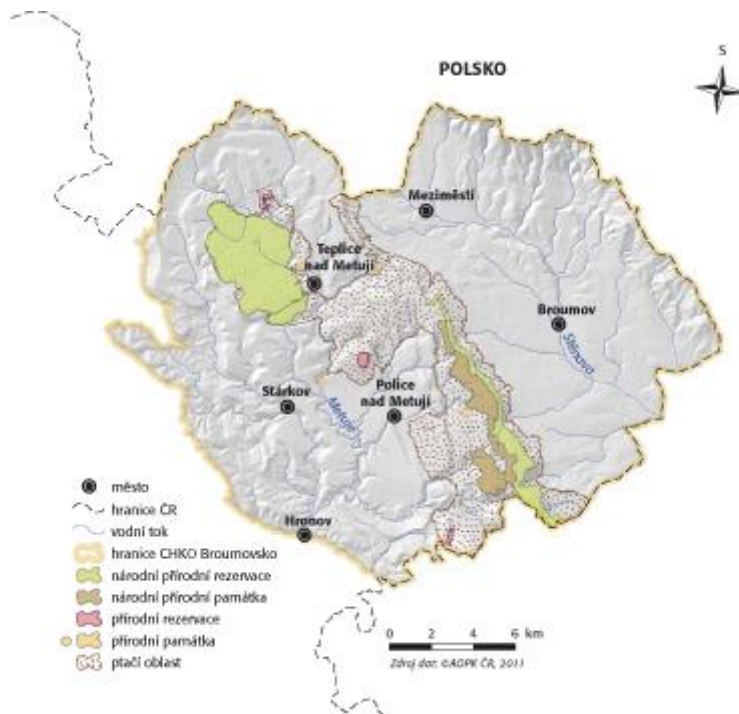 POLSKO
S
Meziměstí
Teplice
nad Metují
Broumov
Stěnava
Stárkov
Police
nad Metují
Metuje
Hronov
město
hranice ČR
vodní tok
hranice CHKO Broumovsko
národní přírodní rezervace
národní přírodní památka
přírodní rezervace
přírodní památka
ptačí oblast
0 2 4 6 km
Zdroj dat: ©AOPK ČR, 2011